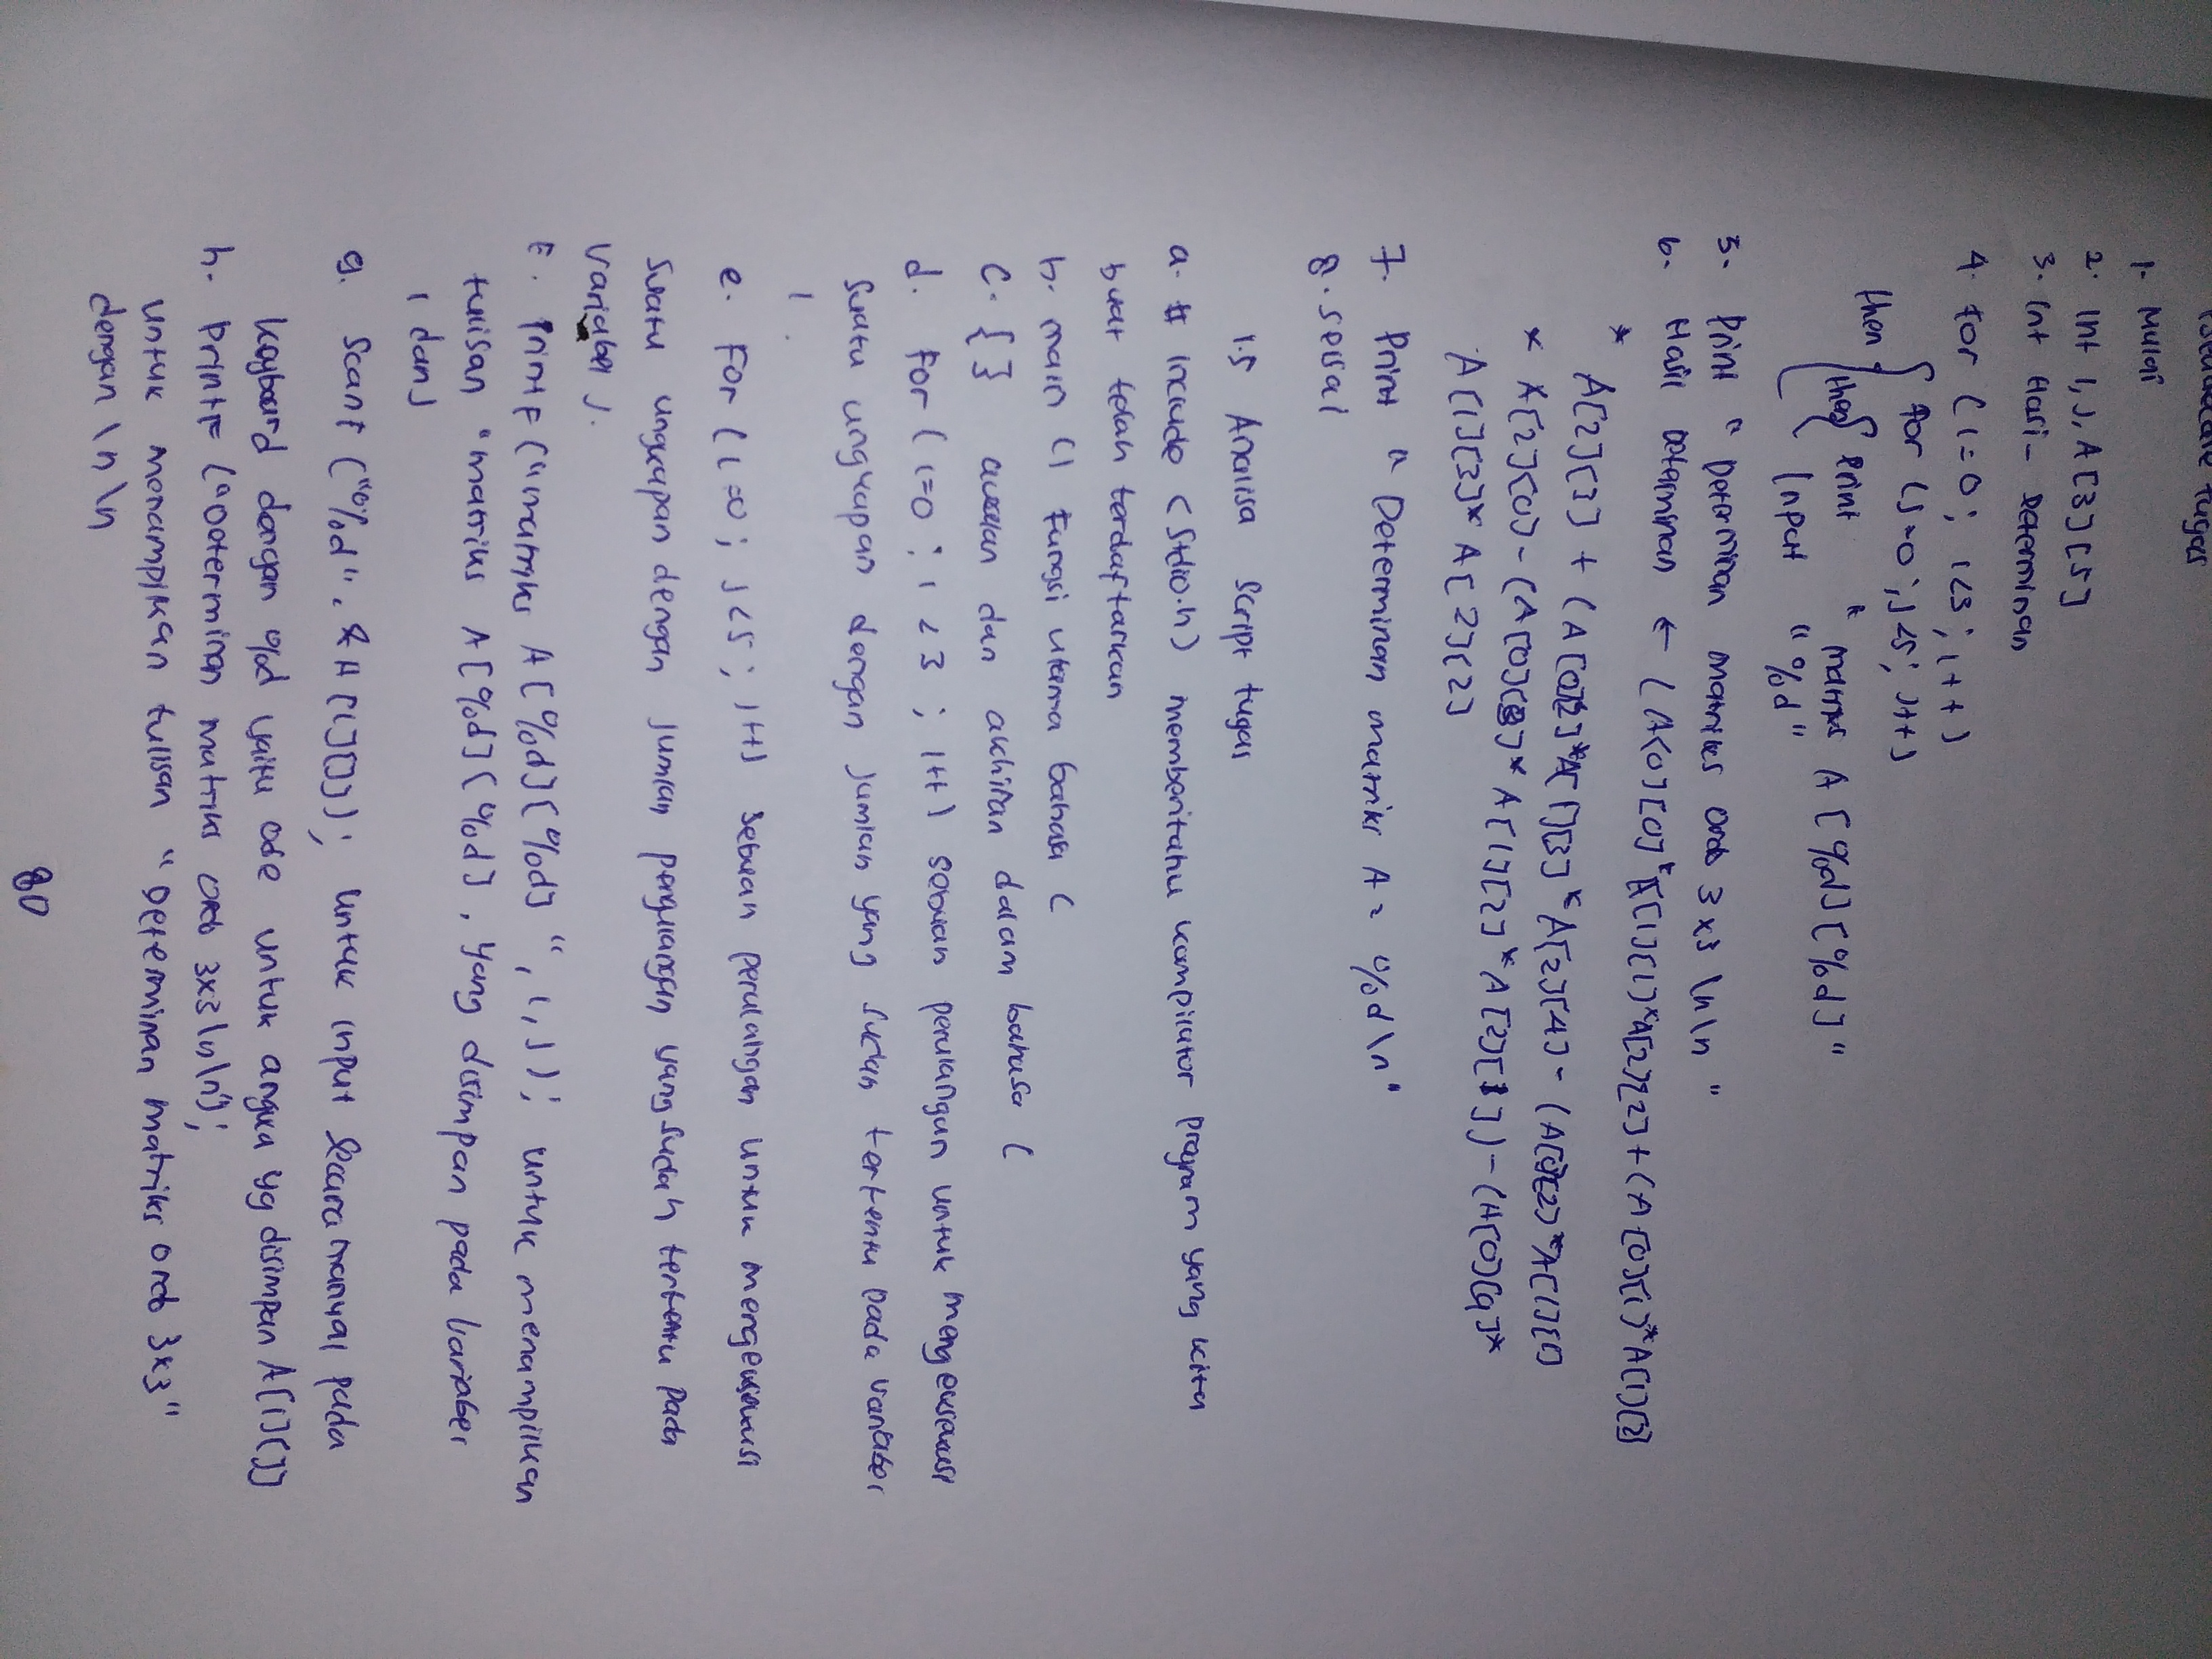 tugas
1. Mulai
2. Int i, j, A[3][5]
3. Int Hasil - Determinan
4. for (i=0; i<3; i++)
for (j=0; j<5; j++)
then then print " matriks A [%d][%d]"
Input "%d"
5. Print " Determinan matriks ordo 3x3 \n\n "
6. Hasil Determinan ← (A[0][0]*A[1][1]*A[2][2]+(A[0][1]*A[1][2]
* A[2][3] + (A[0][2]*A[1][3]*A[2][4]- (A[0][2]*A[1][1]
* A[2][0]-(A[0][3]*A[1][2]*A[2][1])-(A[0][4]*
A[1][3]*A[2][2]
7. Print " Determinan matriks A = %d\n"
8. selesai
1.5 Analisa Script tugas
a. # include (stdio.h) memberitahu kompilator program yang kita
buat telah terdaftarkan
b. main () fungsi utama bahasa C
c. { } awalan dan akhiran dalam bahasa C
d. For (i=0; i<3; i++) sebuah perulangan untuk mengeksekusi
suatu ungkapan dengan jumlah yang sudah tertentu pada variabel
i.
e. For (i=0; j<5; j++) sebuah perulangan untuk mengeksekusi
suatu ungkapan dengan jumlah pengulangan yang sudah tertentu pada
variabel j.
F. Printf ("matriks A[%d][%d] ", i, j); untuk menampilkan
tulisan "matriks A[%d][%d], yang disimpan pada variabel
i dan j
g. Scanf ("%d", &A[i][j]); untuk input secara manual pada
keyboard dengan %d yaitu code untuk angka yg disimpan A[i][j]
h. Printf ("Determinan matriks ordo 3x3\n\n");
untuk menampilkan tulisan "Determinan matriks ordo 3x3"
dengan \n\n
80